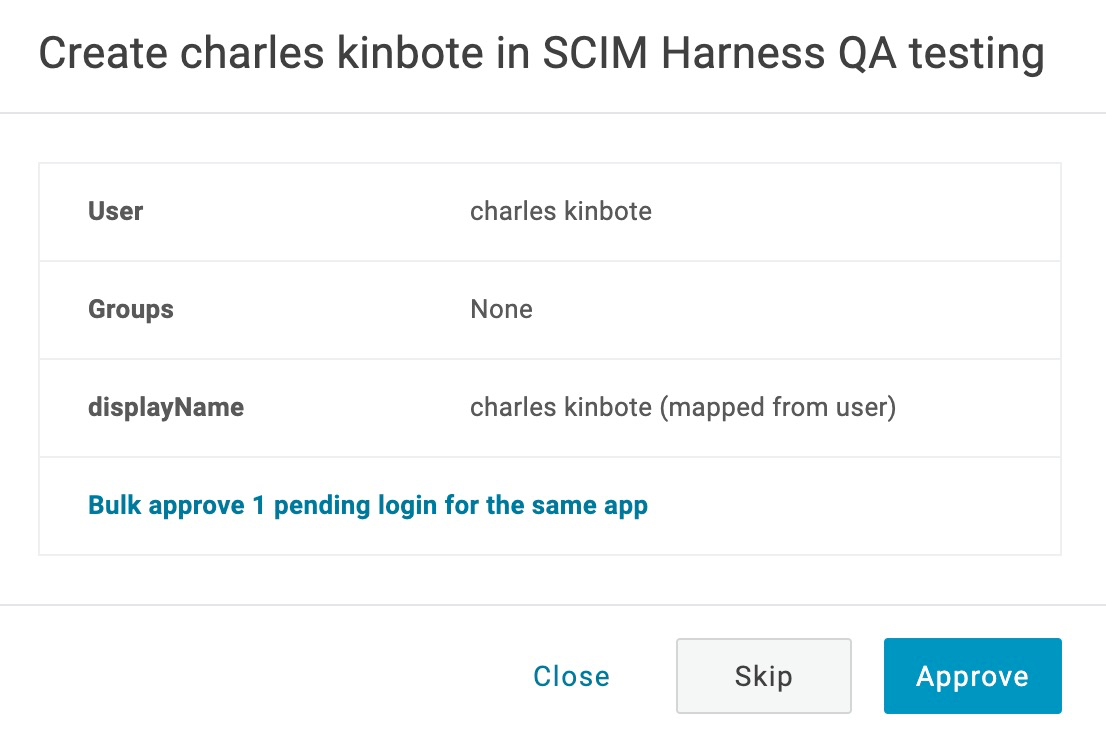 Create charles kinbote in SCIM Harness QA testing
User charles kinbote
Groups None
displayName charles kinbote (mapped from user)
Bulk approve 1 pending login for the same app
Close Skip Approve